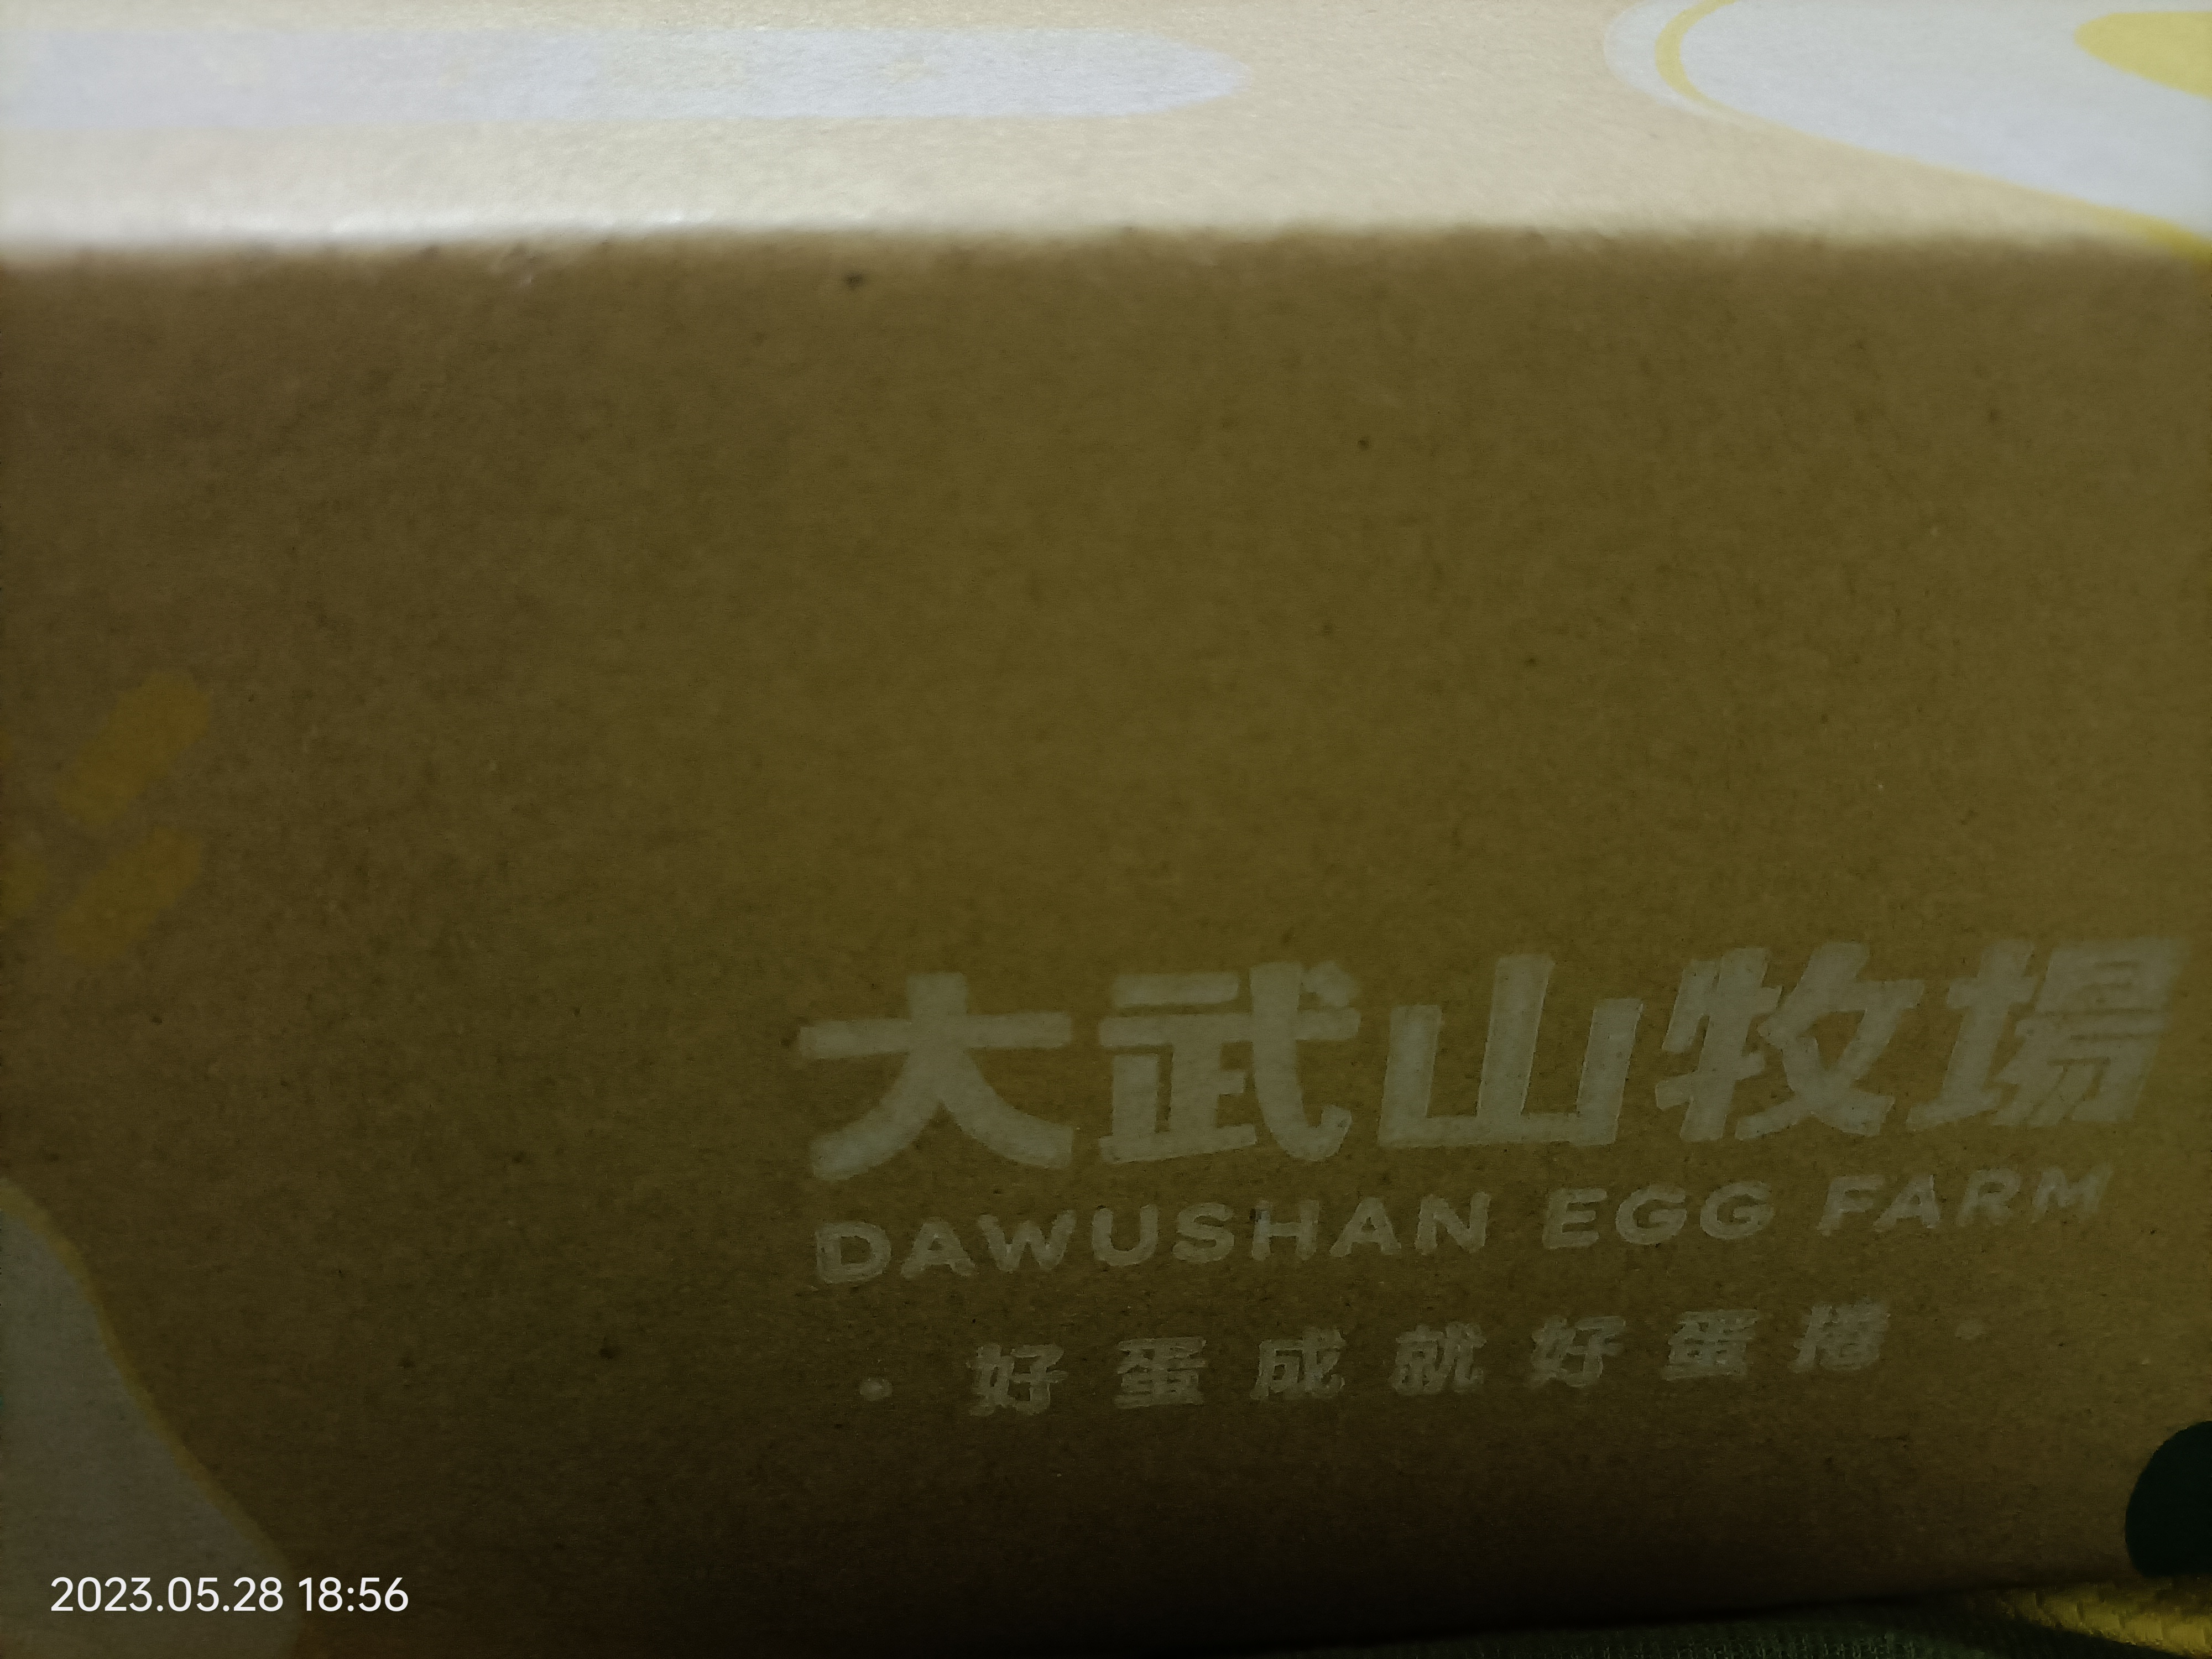 大武山牧場
DAWUSHAN EGG FARM
· 好蛋成就好蛋捲 ·
2023.05.28 18:56